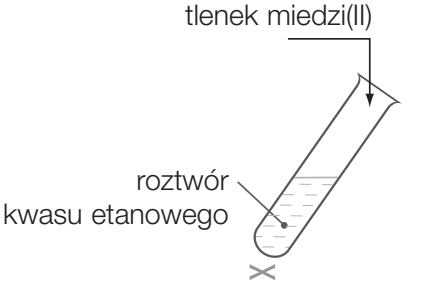 tlenek miedzi(II)
roztwór
kwasu etanowego